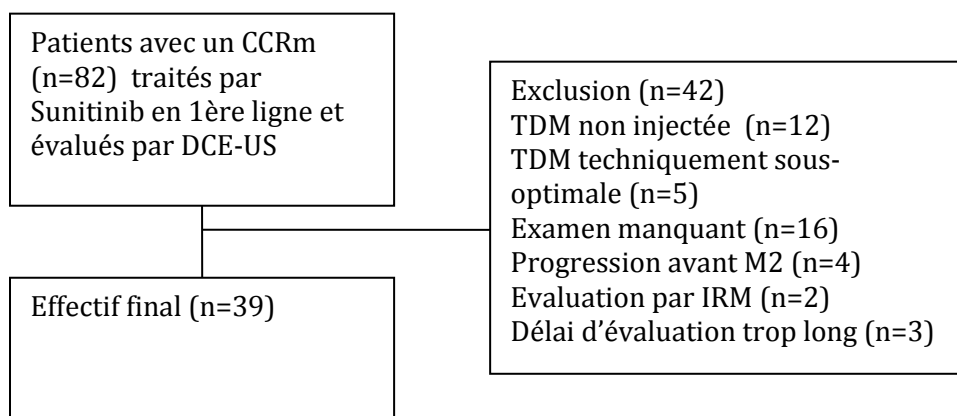 Patients avec un CCRm
(n=82) traités par
Sunitinib en 1ère ligne et
évalués par DCE-US
Exclusion (n=42)
TDM non injectée (n=12)
TDM techniquement sous-
optimale (n=5)
Examen manquant (n=16)
Progression avant M2 (n=4)
Evaluation par IRM (n=2)
Délai d'évaluation trop long (n=3)
Effectif final (n=39)